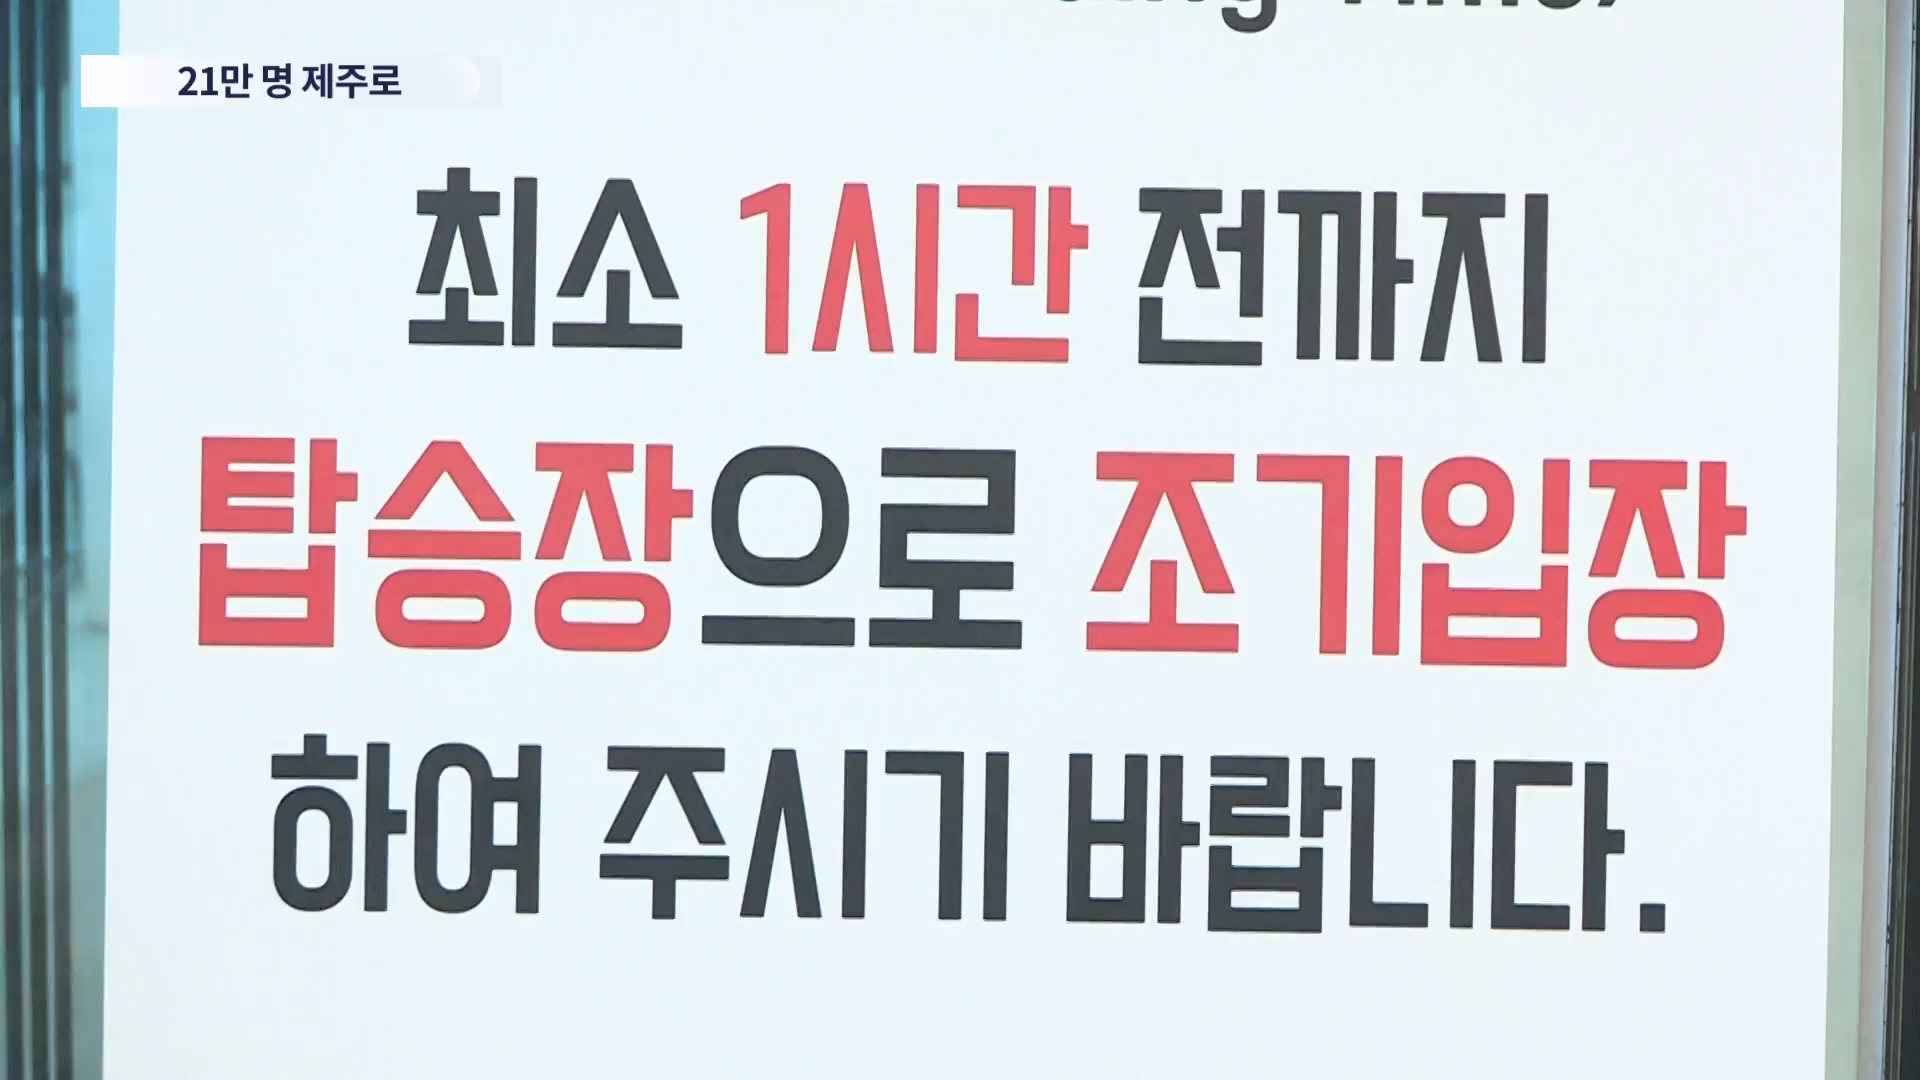 21만 명 제주로
최소 1시간 전까지
탑승장으로 조기입장
하여 주시기 바랍니다.